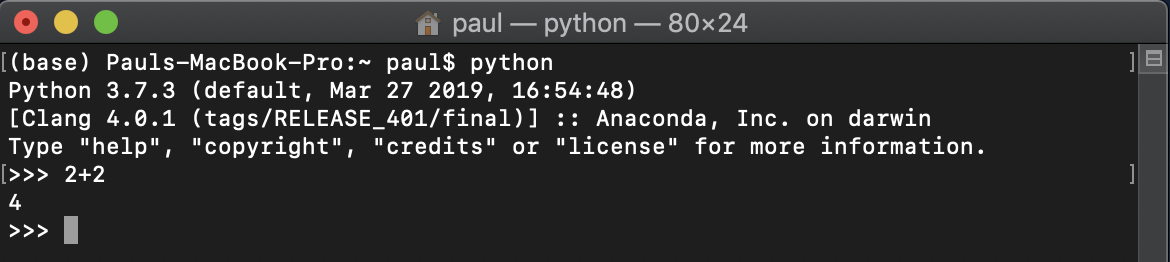 paul — python — 80×24
[(base) Pauls-MacBook-Pro:~ paul$ python ]
Python 3.7.3 (default, Mar 27 2019, 16:54:48)
[Clang 4.0.1 (tags/RELEASE_401/final)] :: Anaconda, Inc. on darwin
Type "help", "copyright", "credits" or "license" for more information.
[>>> 2+2 ]
4
>>>